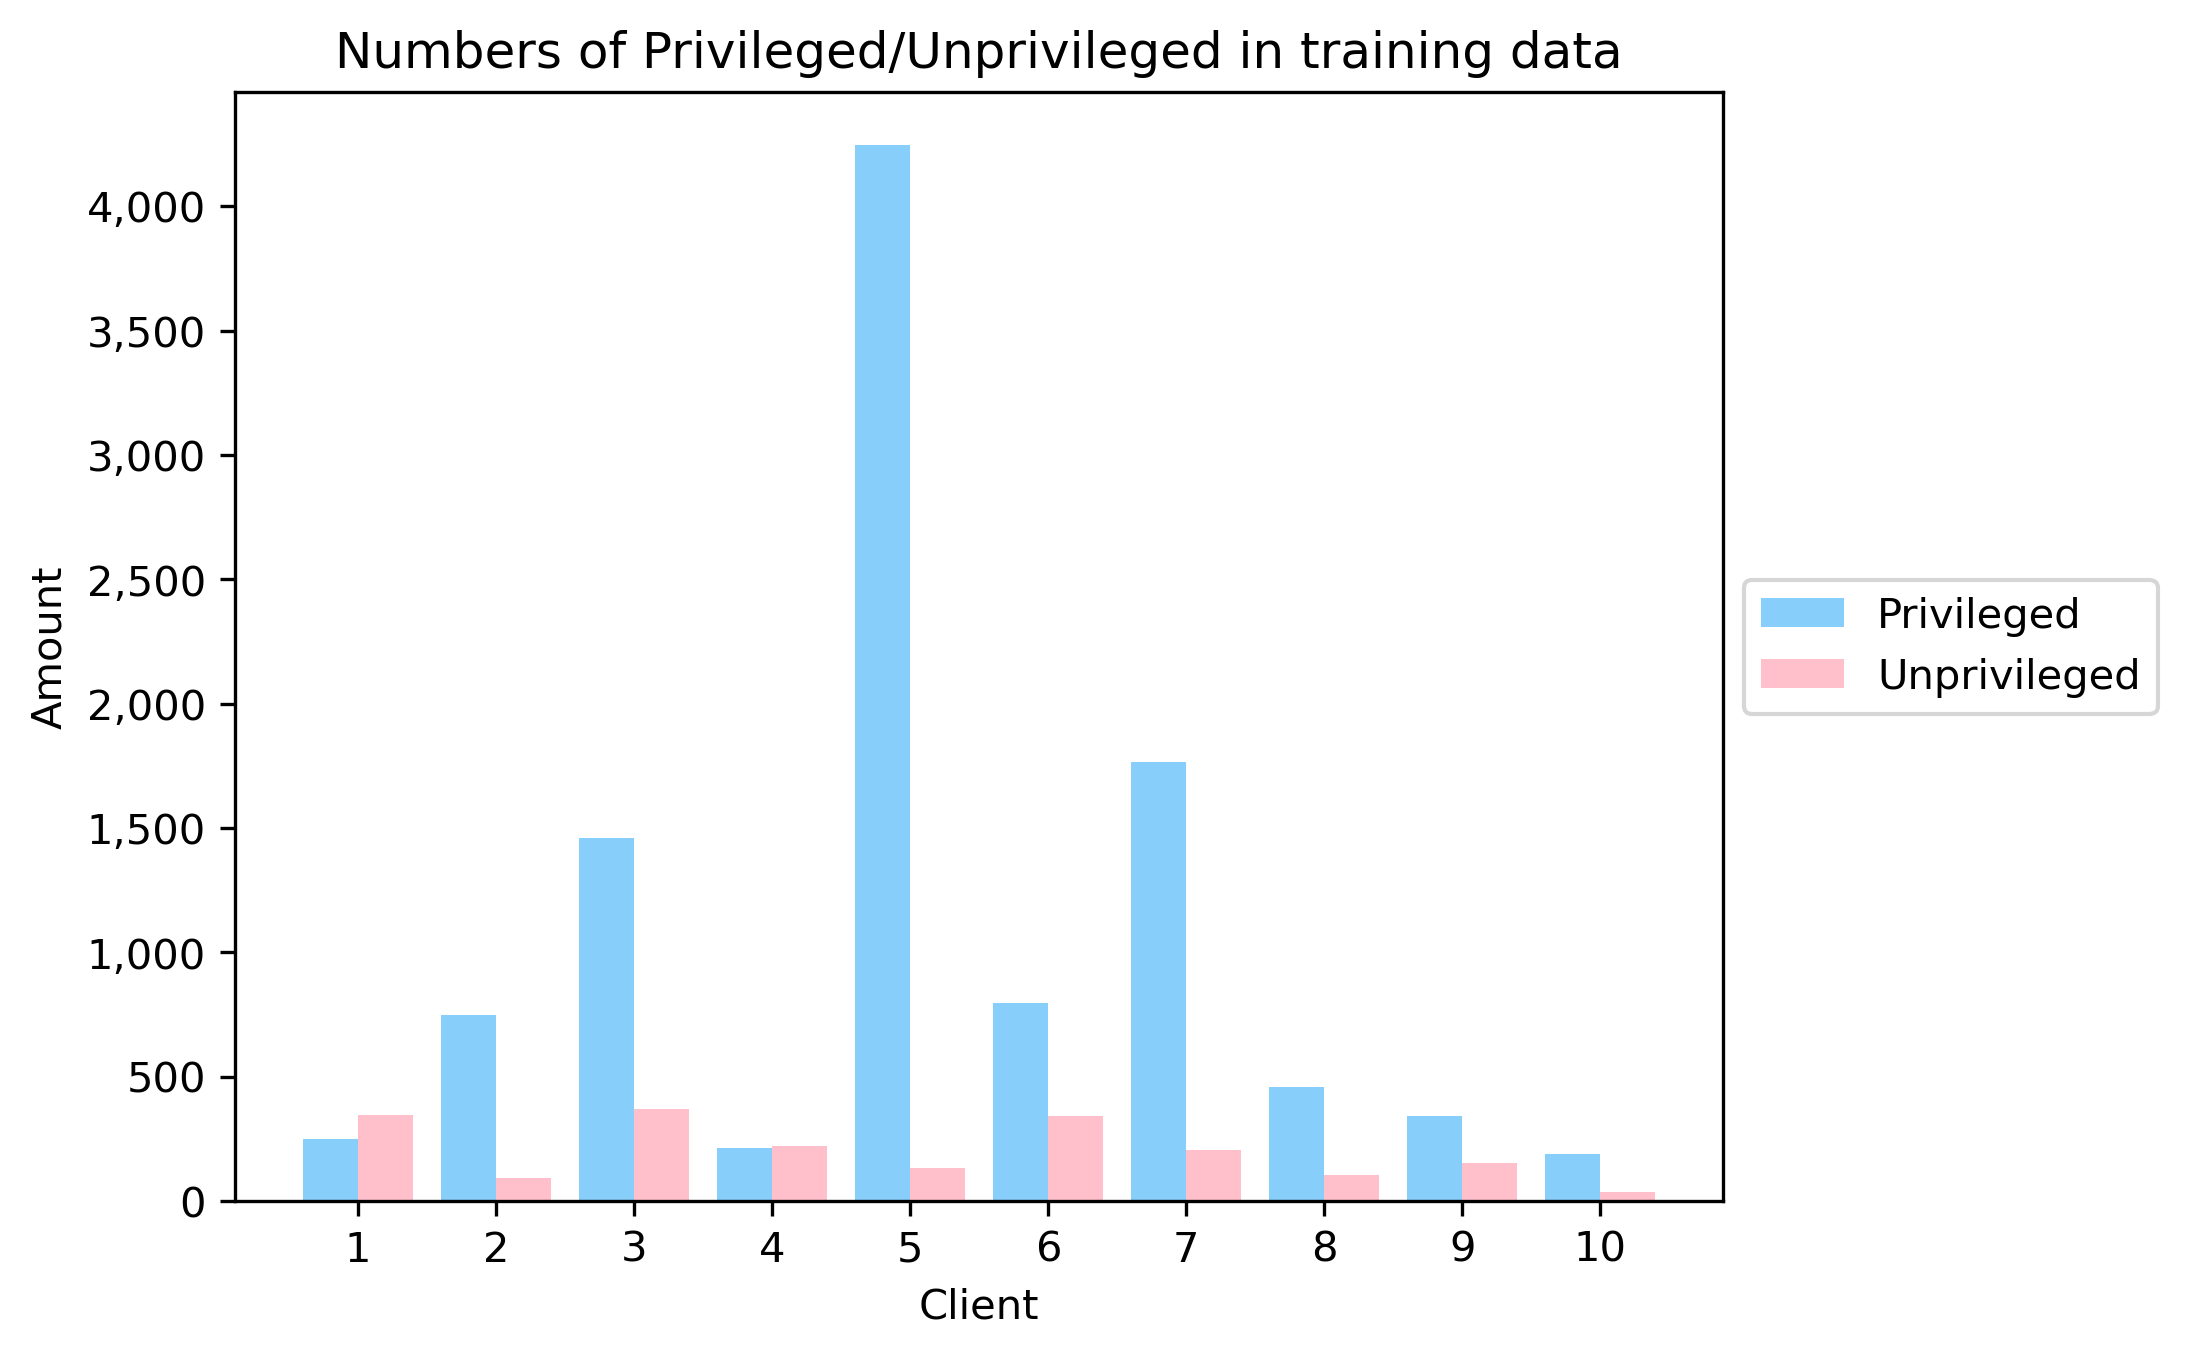 Numbers of Privileged/Unprivileged in training data
4,000
3,500
3,000
2,500
2,000
1,500
1,000
500
0
Amount
1 2 3 4 5 6 7 8 9 10
Client
Privileged
Unprivileged